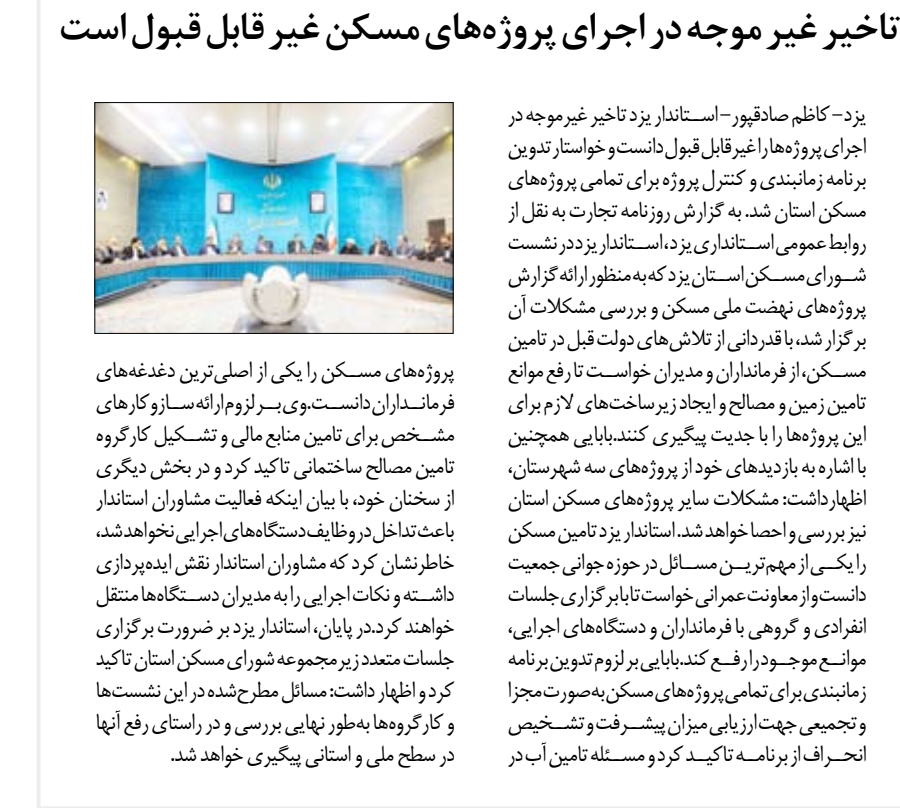 تاخیر غیر موجه در اجرای پروژه‌های مسکن غیر قابل قبول است
یزد- کاظم صادقپور-استاندار یزد تاخیر غیرموجه در
اجرای پروژه‌ها را غیر قابل قبول دانست و خواستار تدوین
برنامه زمانبندی و کنترل پروژه برای تمامی پروژه‌های
مسکن استان شد. به گزارش روزنامه تجارت به نقل از
روابط عمومی استانداری یزد،استاندار یزد در نشست
شورای مسکن استان یزد که به منظور ارائه گزارش
پروژه‌های نهضت ملی مسکن و بررسی مشکلات آن
برگزار شد، با قدردانی از تلاش‌های دولت قبل در تامین
مسکن، از فرمانداران و مدیران خواست تا رفع موانع
تامین زمین و مصالح و ایجاد زیرساخت‌های لازم برای
این پروژه‌ها را با جدیت پیگیری کنند.بابایی همچنین
با اشاره به بازدیدهای خود از پروژه‌های سه شهرستان،
اظهار داشت: مشکلات سایر پروژه‌های مسکن استان
نیز بررسی و احصا خواهد شد. استاندار یزد تامین مسکن
را یکی از مهم‌ترین مسائل در حوزه جوانی جمعیت
دانست و از معاونت عمرانی خواست تا با برگزاری جلسات
انفرادی و گروهی با فرمانداران و دستگاه‌های اجرایی،
موانع موجود را رفع کند.بابایی بر لزوم تدوین برنامه
زمانبندی برای تمامی پروژه‌های مسکن به صورت مجزا
و تجمیعی جهت ارزیابی میزان پیشرفت و تشخیص
انحراف از برنامه تاکید کرد و مسئله تامین آب در
پروژه‌های مسکن را یکی از اصلی‌ترین دغدغه‌های
فرمانداران دانست.وی بر لزوم ارائه سازوکارهای
مشخص برای تامین منابع مالی و تشکیل کارگروه
تامین مصالح ساختمانی تاکید کرد و در بخش دیگری
از سخنان خود، با بیان اینکه فعالیت مشاوران استاندار
باعث تداخل در وظایف دستگاه‌های اجرایی نخواهد شد،
خاطرنشان کرد که مشاوران استاندار نقش ایده‌پردازی
داشته و نکات اجرایی را به مدیران دستگاه‌ها منتقل
خواهند کرد.در پایان، استاندار یزد بر ضرورت برگزاری
جلسات متعدد زیرمجموعه شورای مسکن استان تاکید
کرد و اظهار داشت: مسائل مطرح‌شده در این نشست‌ها
و کارگروه‌ها به‌طور نهایی بررسی و در راستای رفع آنها
در سطح ملی و استانی پیگیری خواهد شد.